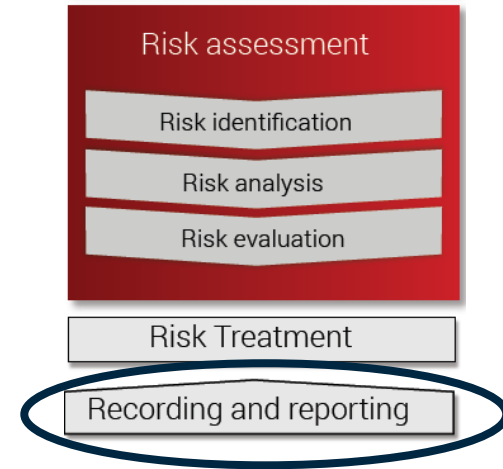 Risk assessment
Risk identification
Risk analysis
Risk evaluation
Risk Treatment
Recording and reporting